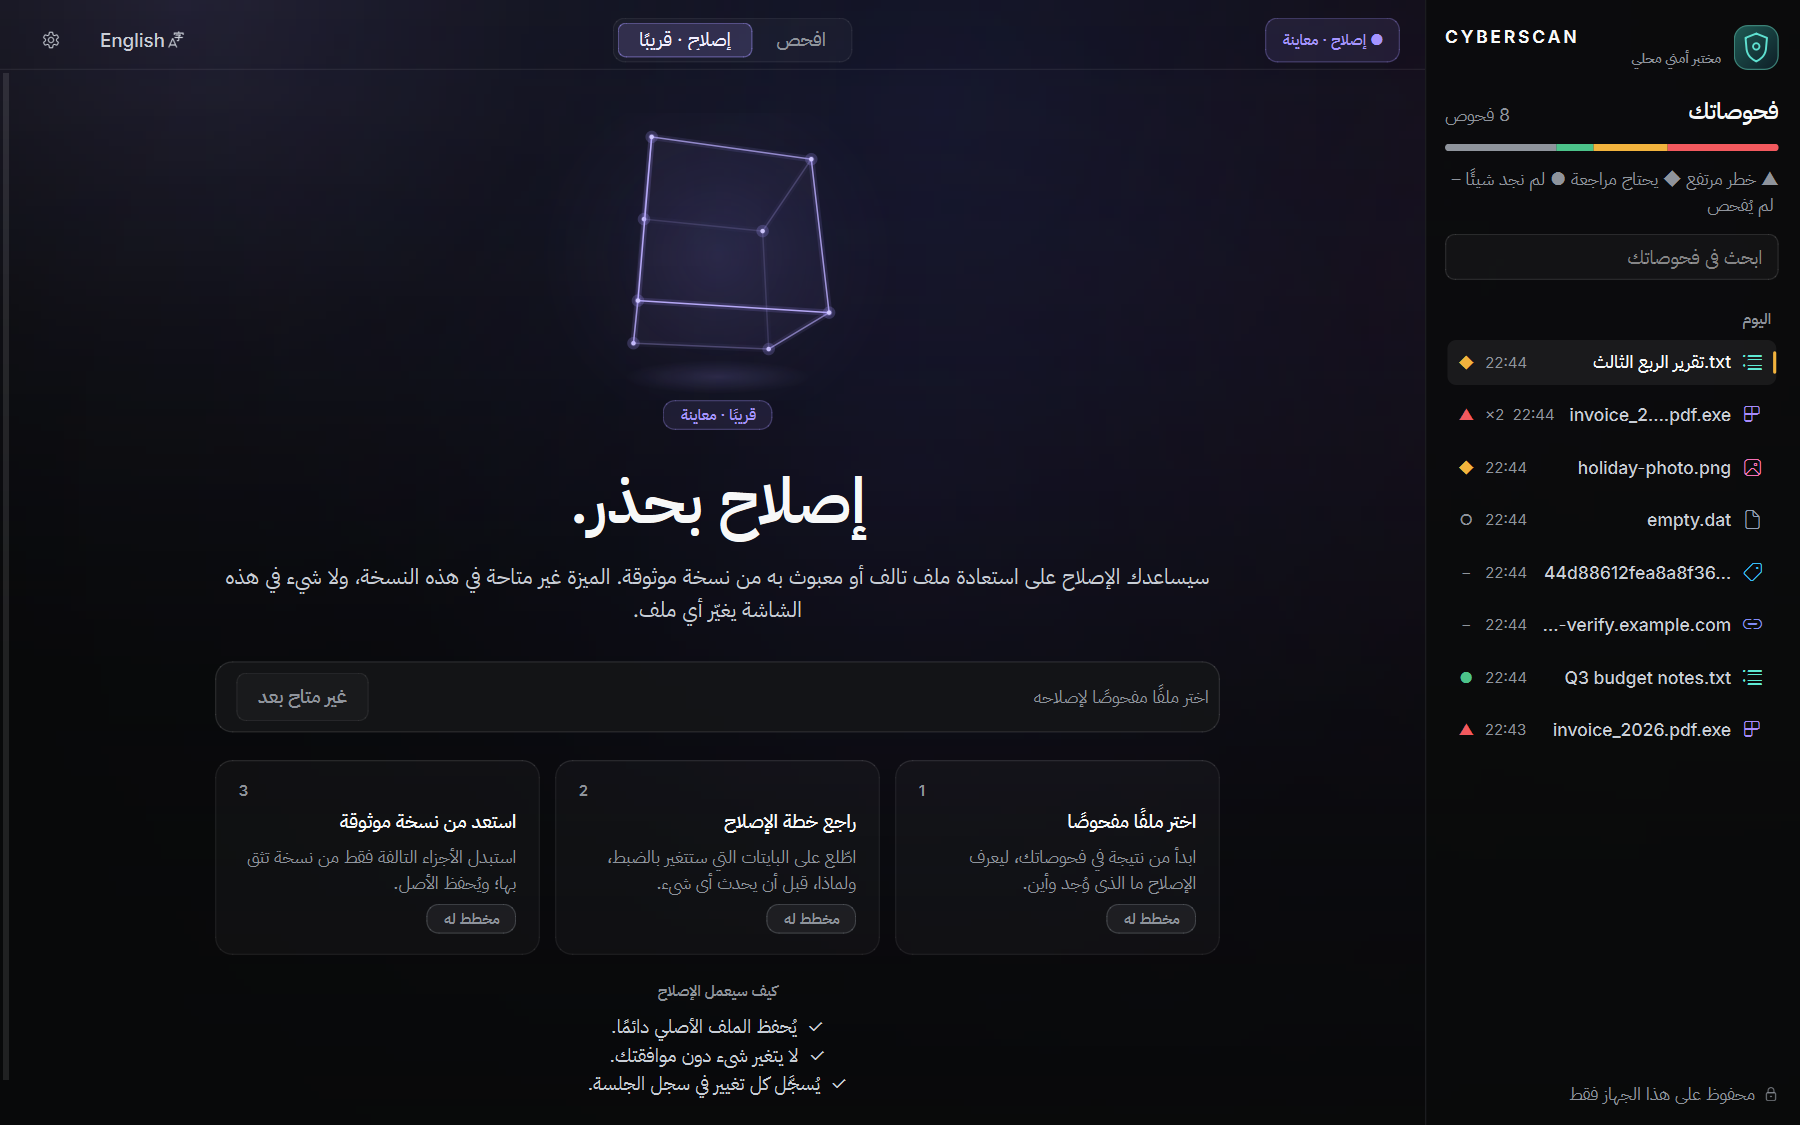 CYBERSCAN
مختبر أمني محلي
فحوصاتك
8 فحوص
▲ خطر مرتفع ◆ يحتاج مراجعة ● لم نجد شيئًا –
لم يُفحص
ابحث في فحوصاتك
اليوم
تقرير الربع الثالث.txt
22:44
invoice_2....pdf.exe
22:44
×2
holiday-photo.png
22:44
empty.dat
22:44
44d88612fea8a8f36...
22:44
...-verify.example.com
22:44
Q3 budget notes.txt
22:44
invoice_2026.pdf.exe
22:43
محفوظ على هذا الجهاز فقط
إصلاح · معاينة
افحص
إصلاح · قريبًا
English
قريبًا · معاينة
إصلاح بحذر.
سيساعدك الإصلاح على استعادة ملف تالف أو معبوث به من نسخة موثوقة. الميزة غير متاحة في هذه النسخة، ولا شيء في هذه
الشاشة يغيّر أي ملف.
اختر ملفًا مفحوصًا لإصلاحه
غير متاح بعد
1
اختر ملفًا مفحوصًا
ابدأ من نتيجة في فحوصاتك، ليعرف
الإصلاح ما الذي وُجد وأين.
مخطط له
2
راجع خطة الإصلاح
اطّلع على البايتات التي ستتغير بالضبط،
ولماذا، قبل أن يحدث أي شيء.
مخطط له
3
استعد من نسخة موثوقة
استبدل الأجزاء التالفة فقط من نسخة تثق
بها؛ ويُحفظ الأصل.
مخطط له
كيف سيعمل الإصلاح
يُحفظ الملف الأصلي دائمًا.
لا يتغير شيء دون موافقتك.
يُسجَّل كل تغيير في سجل الجلسة.